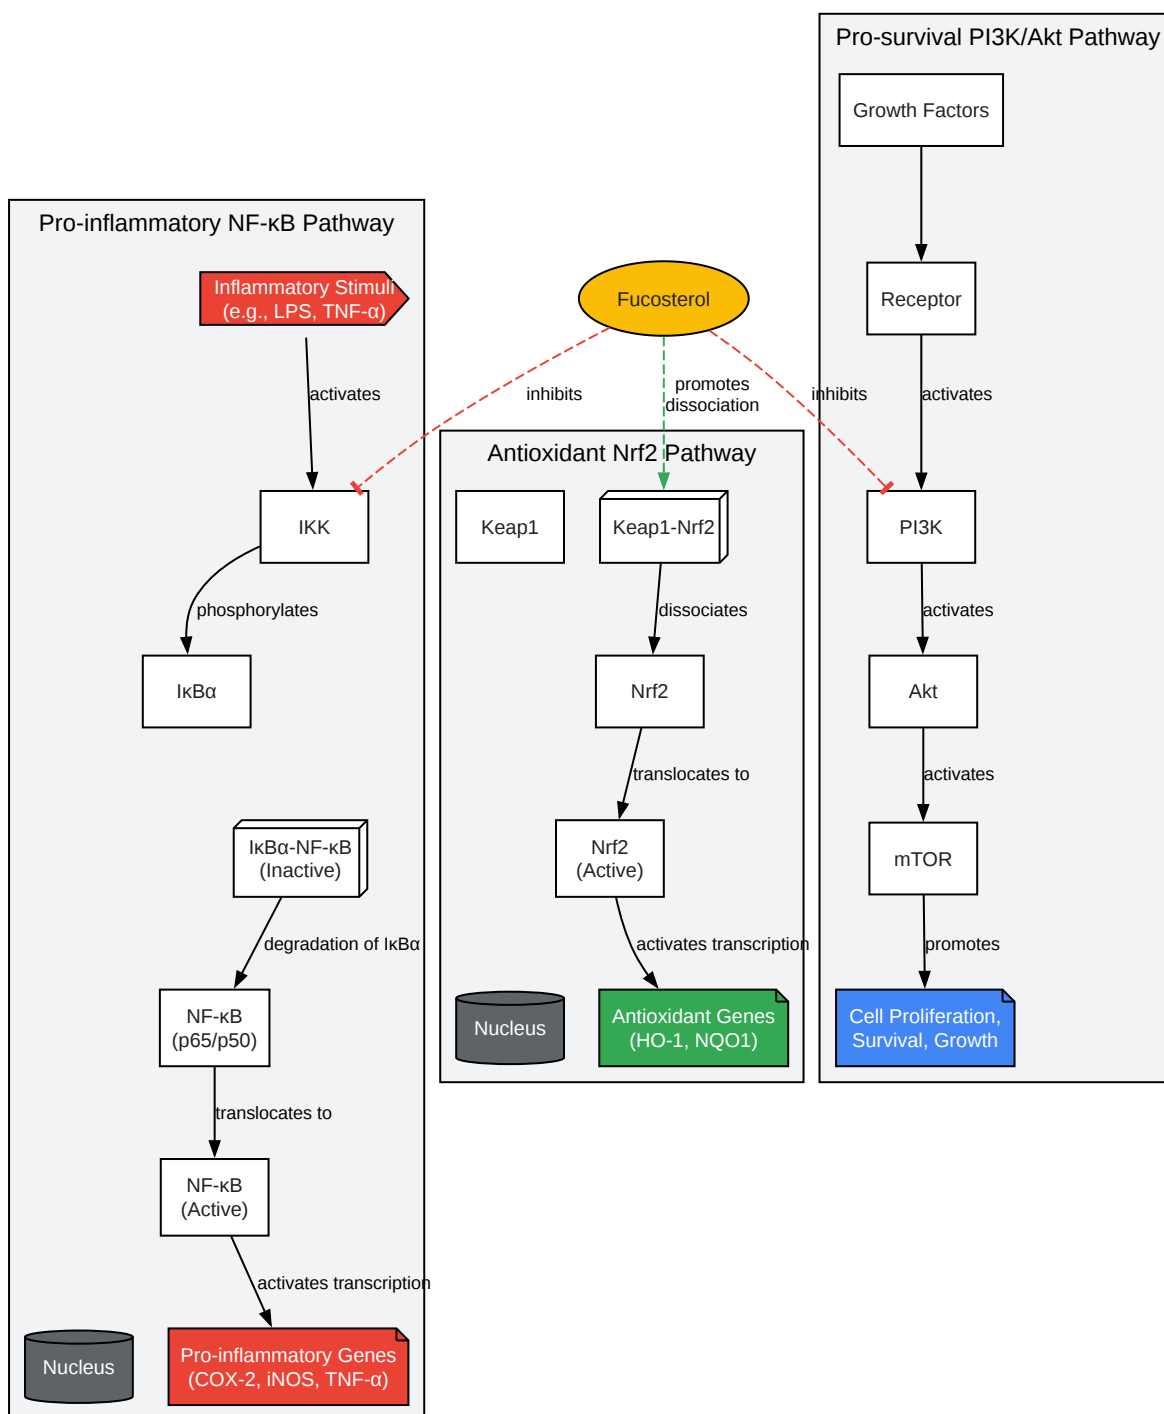 Pro-survival PI3K/Akt Pathway
Growth Factors
Receptor
activates
PI3K
activates
Akt
activates
mTOR
promotes
Cell Proliferation,
Survival, Growth
Pro-inflammatory NF-κB Pathway
Inflammatory Stimuli
(e.g., LPS, TNF-α)
activates
IKK
phosphorylates
IκBα
IκBα-NF-κB
(Inactive)
degradation of IκBα
NF-κB
(p65/p50)
translocates to
NF-κB
(Active)
activates transcription
Nucleus
Pro-inflammatory Genes
(COX-2, iNOS, TNF-α)
Fucosterol
inhibits
promotes
dissociation
inhibits
Antioxidant Nrf2 Pathway
Keap1
Keap1-Nrf2
dissociates
Nrf2
translocates to
Nrf2
(Active)
activates transcription
Nucleus
Antioxidant Genes
(HO-1, NQO1)